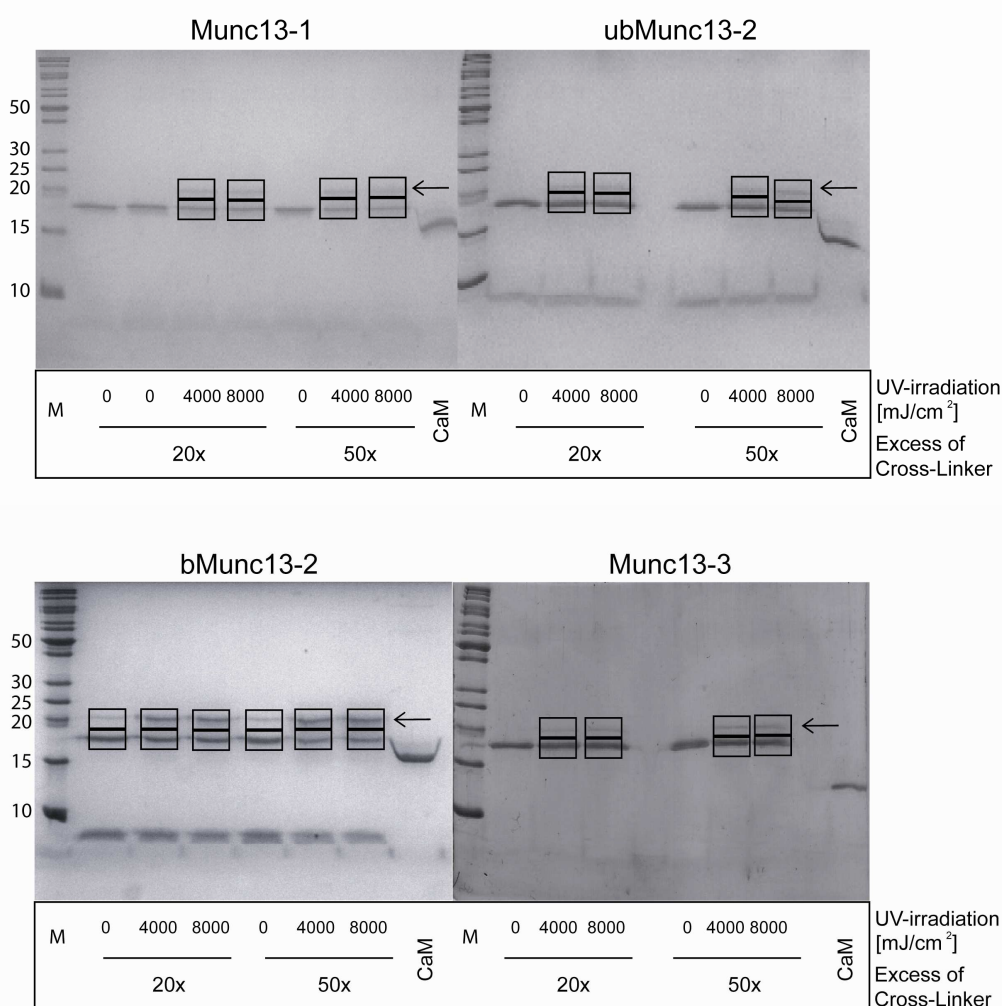 Munc13-1 ubMunc13-2
50
30
25
20
15
10
M 0 0 4000 8000 0 4000 8000 CaM M 0 4000 8000 0 4000 8000 CaM UV-irradiation
[mJ/cm²]
20x 50x 20x 50x Excess of
Cross-Linker
bMunc13-2 Munc13-3
50
30
25
20
15
10
M 0 4000 8000 0 4000 8000 CaM M 0 4000 8000 0 4000 8000 CaM UV-irradiation
[mJ/cm²]
20x 50x 20x 50x Excess of
Cross-Linker